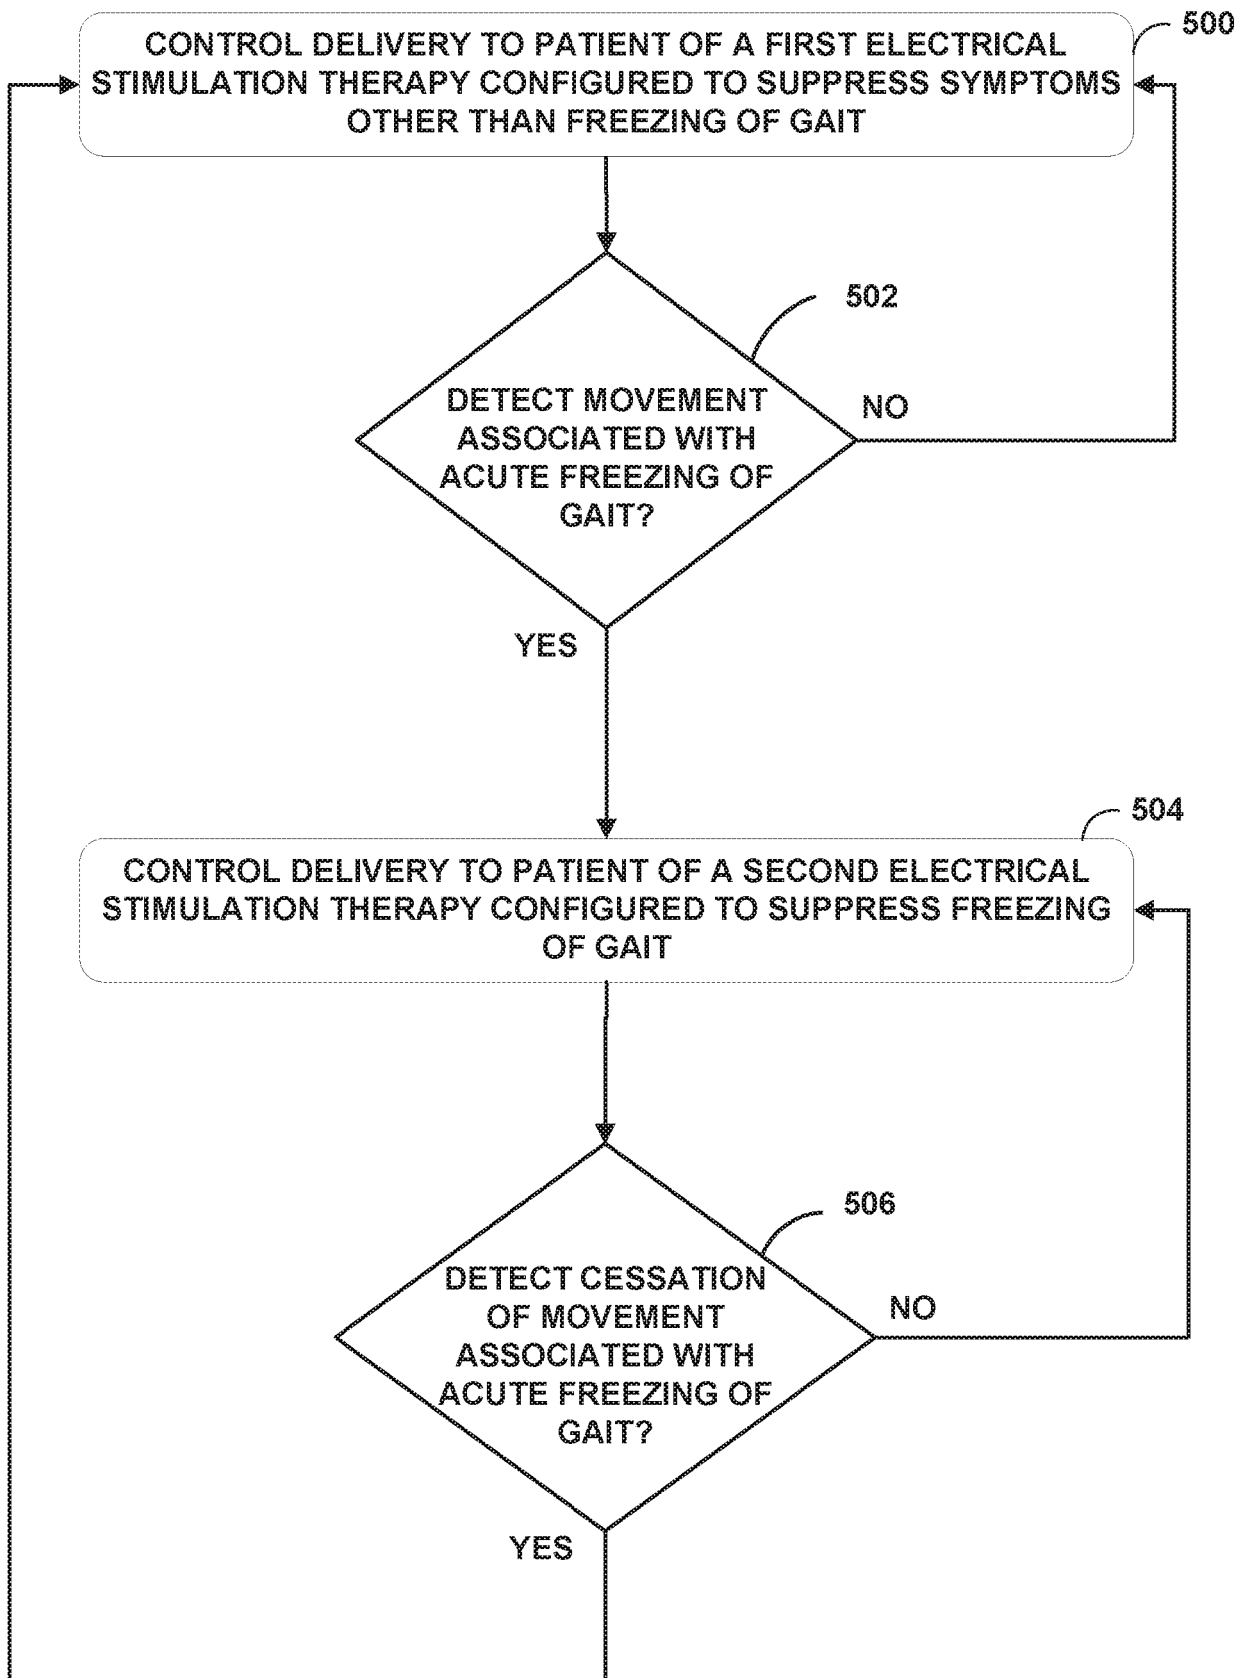 500
CONTROL DELIVERY TO PATIENT OF A FIRST ELECTRICAL
STIMULATION THERAPY CONFIGURED TO SUPPRESS SYMPTOMS
OTHER THAN FREEZING OF GAIT
502
DETECT MOVEMENT
ASSOCIATED WITH
ACUTE FREEZING OF
GAIT?
NO
YES
504
CONTROL DELIVERY TO PATIENT OF A SECOND ELECTRICAL
STIMULATION THERAPY CONFIGURED TO SUPPRESS FREEZING
OF GAIT
506
DETECT CESSATION
OF MOVEMENT
ASSOCIATED WITH
ACUTE FREEZING OF
GAIT?
NO
YES